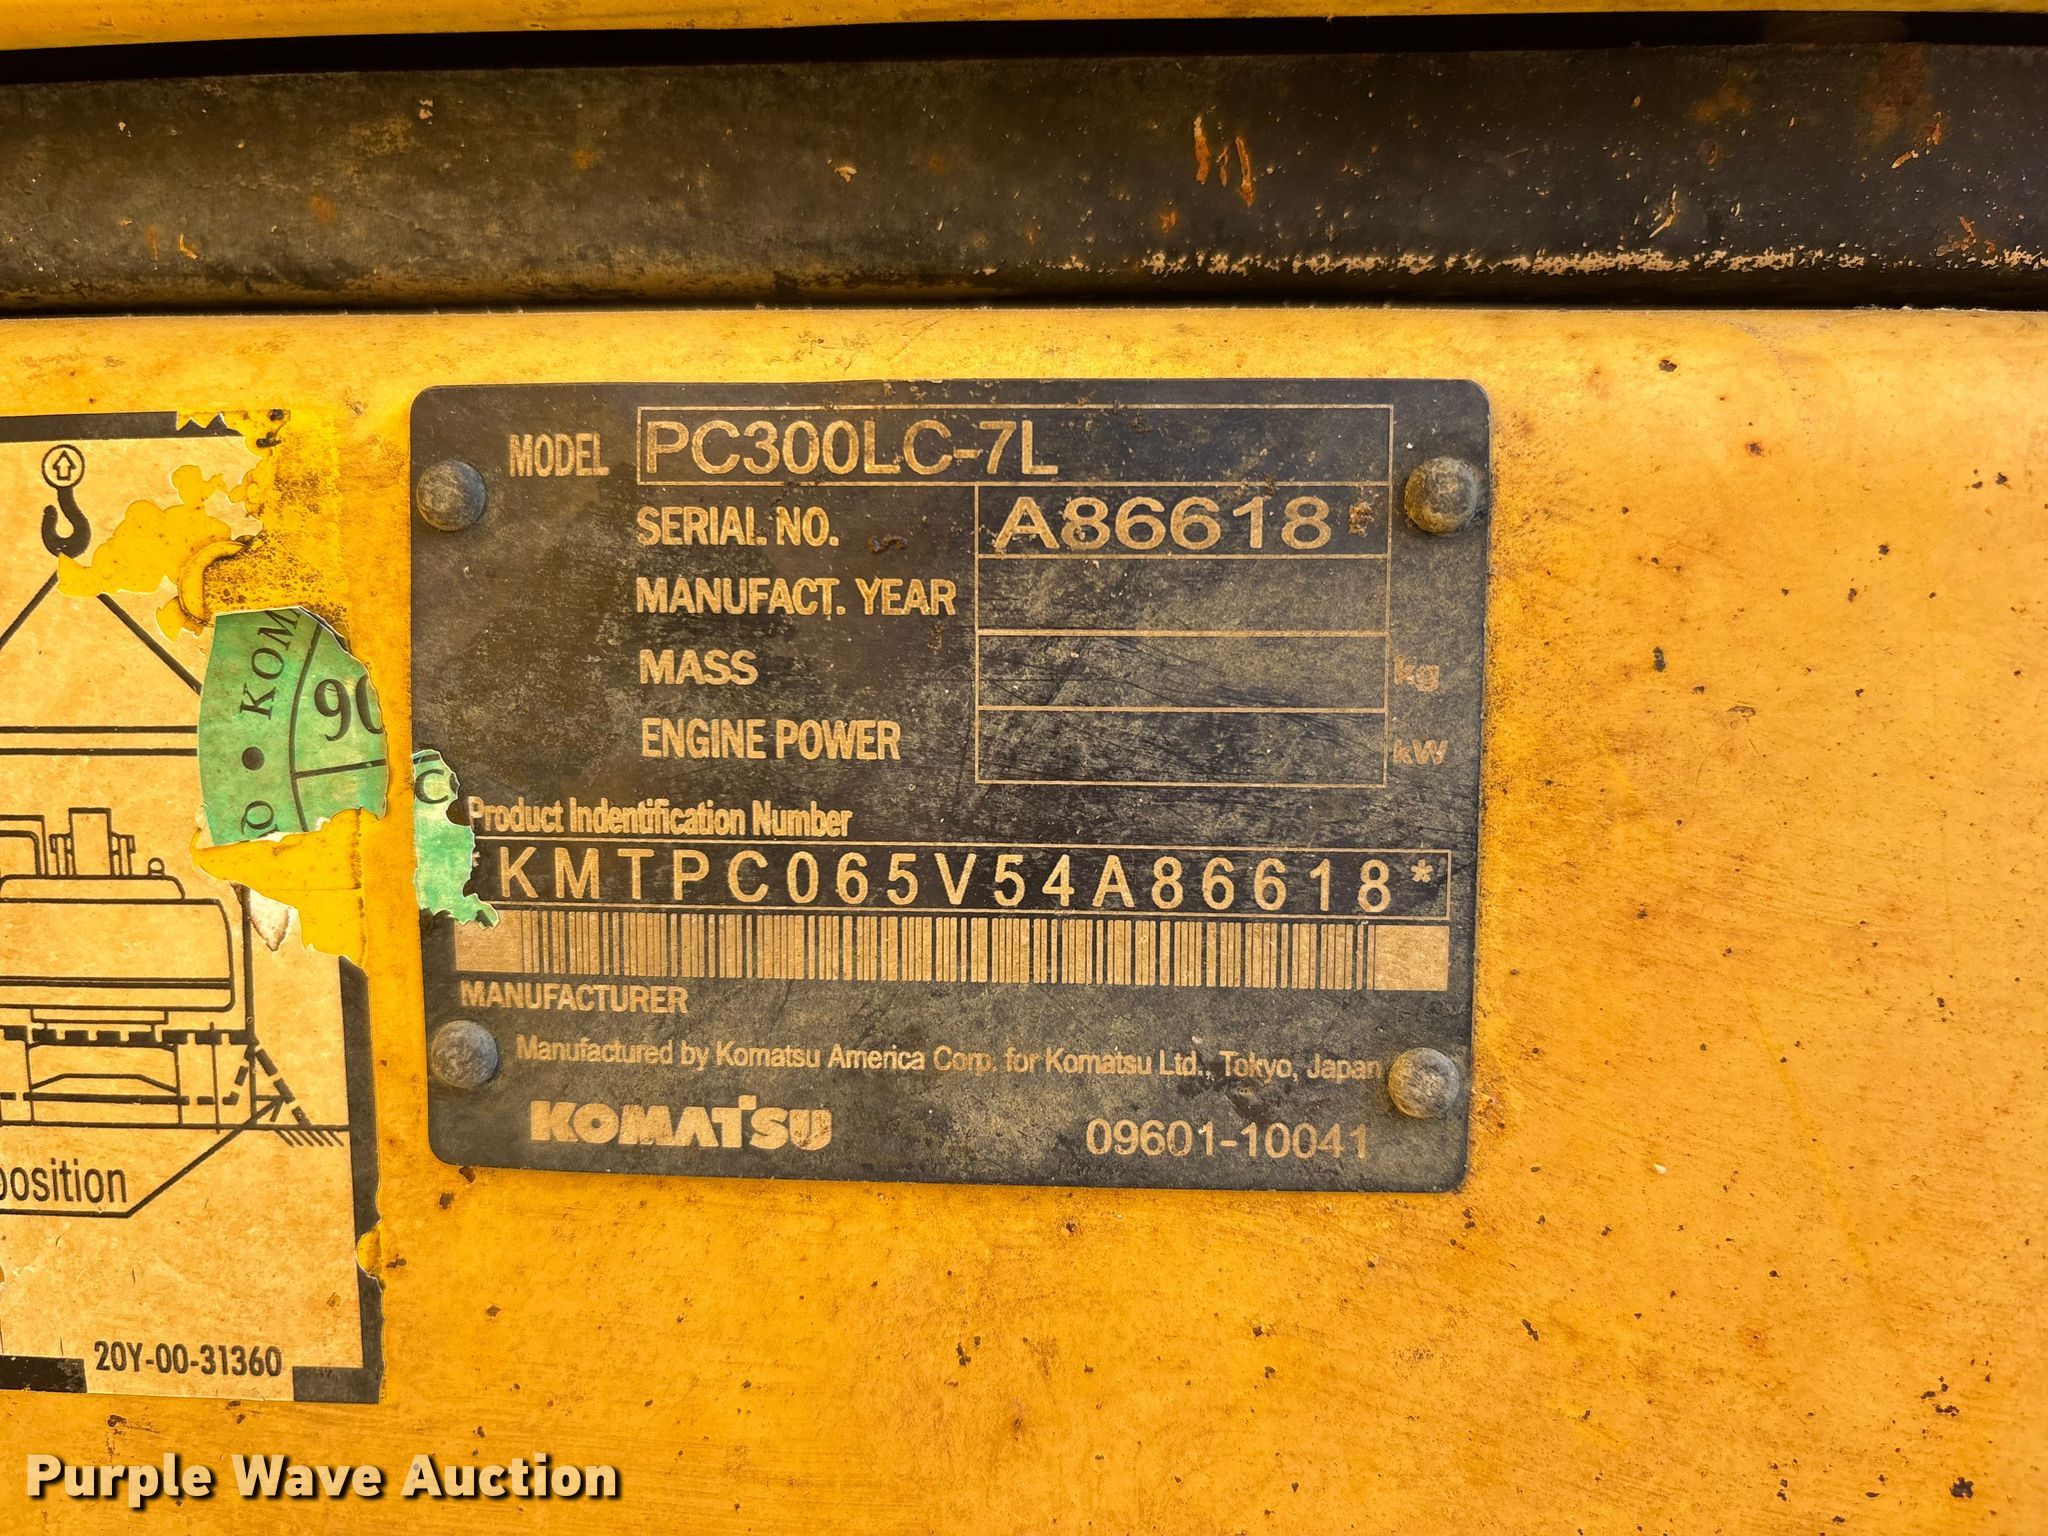 MODEL PC300LC-7L
SERIAL NO. A86618
MANUFACT. YEAR
MASS kg
ENGINE POWER kW
Product Indentification Number
*KMTPC065V54A86618*
MANUFACTURER
Manufactured by Komatsu America Corp. for Komatsu Ltd., Tokyo, Japan
KOMATSU 09601-10041
KOM
90
C
position
20Y-00-31360
Purple Wave Auction